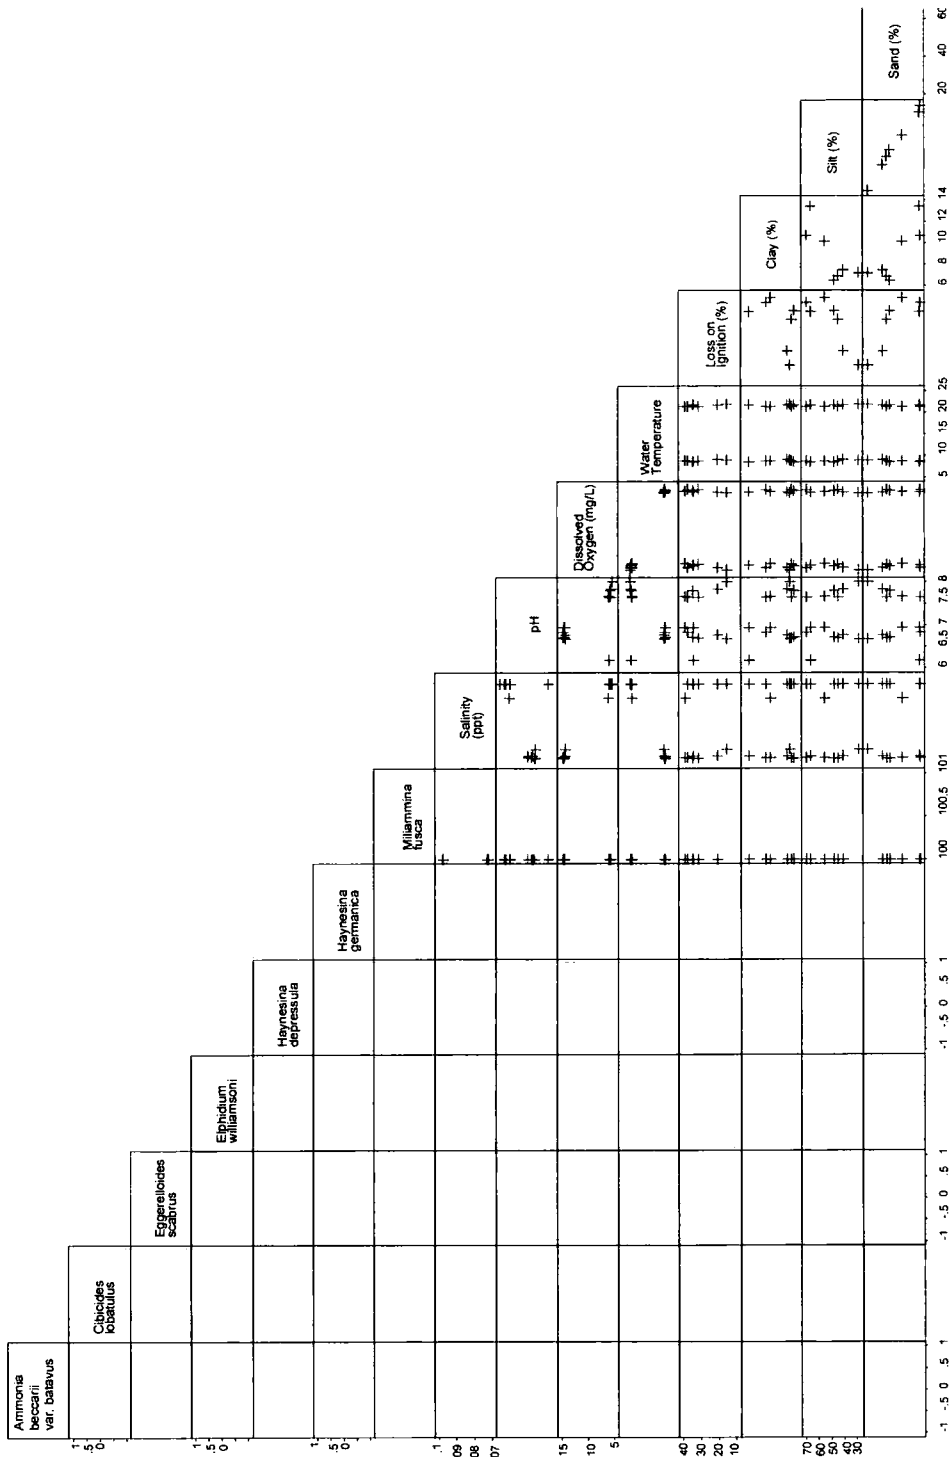 Ammonia
beccarii
var. batavus
Cibicides
lobatulus
Eggerelloides
scabrus
Elphidium
williamsoni
Haynesina
depressula
Haynesina
germanica
Miliammina
fusca
Salinity
(ppt)
pH
Dissolved
Oxygen (mg/L)
Water
Temperature
Loss on
Ignition (%)
Clay (%)
Silt (%)
Sand (%)
1 .5 0
1 .5 0
1 .5 0
.1 09 08 07
15 10 5
40 30 20 10
70 60 50 40 30
-1 -.5 0 .5 1
-1 -.5 0 .5 1
-1 -.5 0 .5 1
100 100.5 101
6 6.5 7 7.5 8
5 10 15 20 25
6 8 10 12 14
20 40 60